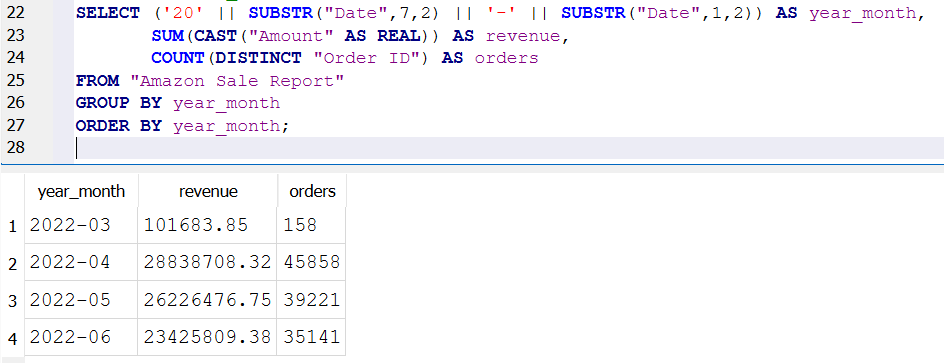 22 SELECT ('20' || SUBSTR("Date",7,2) || '-' || SUBSTR("Date",1,2)) AS year_month,
23 SUM(CAST("Amount" AS REAL)) AS revenue,
24 COUNT(DISTINCT "Order ID") AS orders
25 FROM "Amazon Sale Report"
26 GROUP BY year_month
27 ORDER BY year_month;
28
year_month revenue orders
1 2022-03 101683.85 158
2 2022-04 28838708.32 45858
3 2022-05 26226476.75 39221
4 2022-06 23425809.38 35141